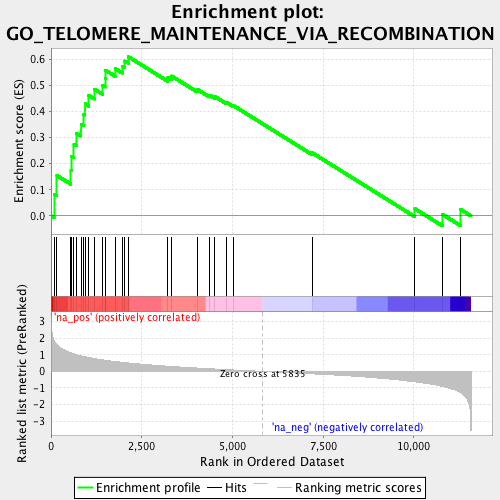 Enrichment plot:
GO_TELOMERE_MAINTENANCE_VIA_RECOMBINATION
Enrichment score (ES)
0.6
0.5
0.4
0.3
0.2
0.1
0.0
'na_pos' (positively correlated)
Ranked list metric (PreRanked)
3
2
1
0
-1
-2
-3
Zero cross at 5835
'na_neg' (negatively correlated)
0 2,500 5,000 7,500 10,000
Rank in Ordered Dataset
Enrichment profile Hits Ranking metric scores